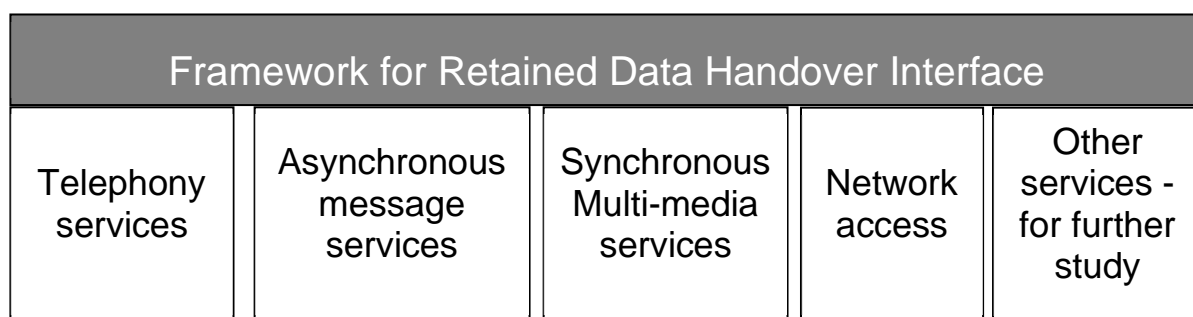 Framework for Retained Data Handover Interface
Telephony
services
Asynchronous
message
services
Synchronous
Multi-media
services
Network
access
Other
services -
for further
study